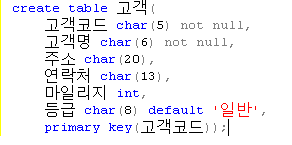 create table 고객(
고객코드 char(5) not null,
고객명 char(6) not null,
주소 char(20),
연락처 char(13),
마일리지 int,
등급 char(8) default '일반',
primary key(고객코드));